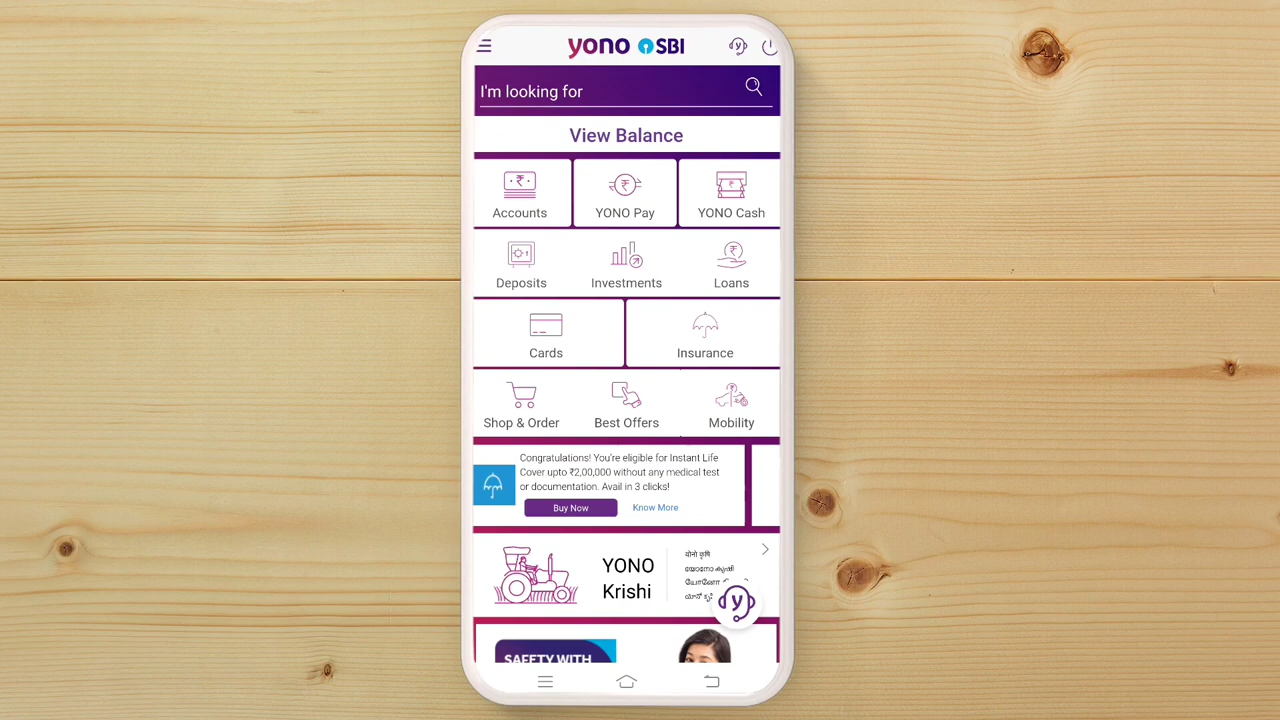 yono SBI
I'm looking for
View Balance
Accounts YONO Pay YONO Cash
Deposits Investments Loans
Cards Insurance
Shop & Order Best Offers Mobility
Congratulations! You're eligible for Instant Life
Cover upto ₹2,00,000 without any medical test
or documentation. Avail in 3 clicks!
Buy Now Know More
YONO
Krishi
योनो कृषि
യോനോ കൃഷി
SAFETY WITH